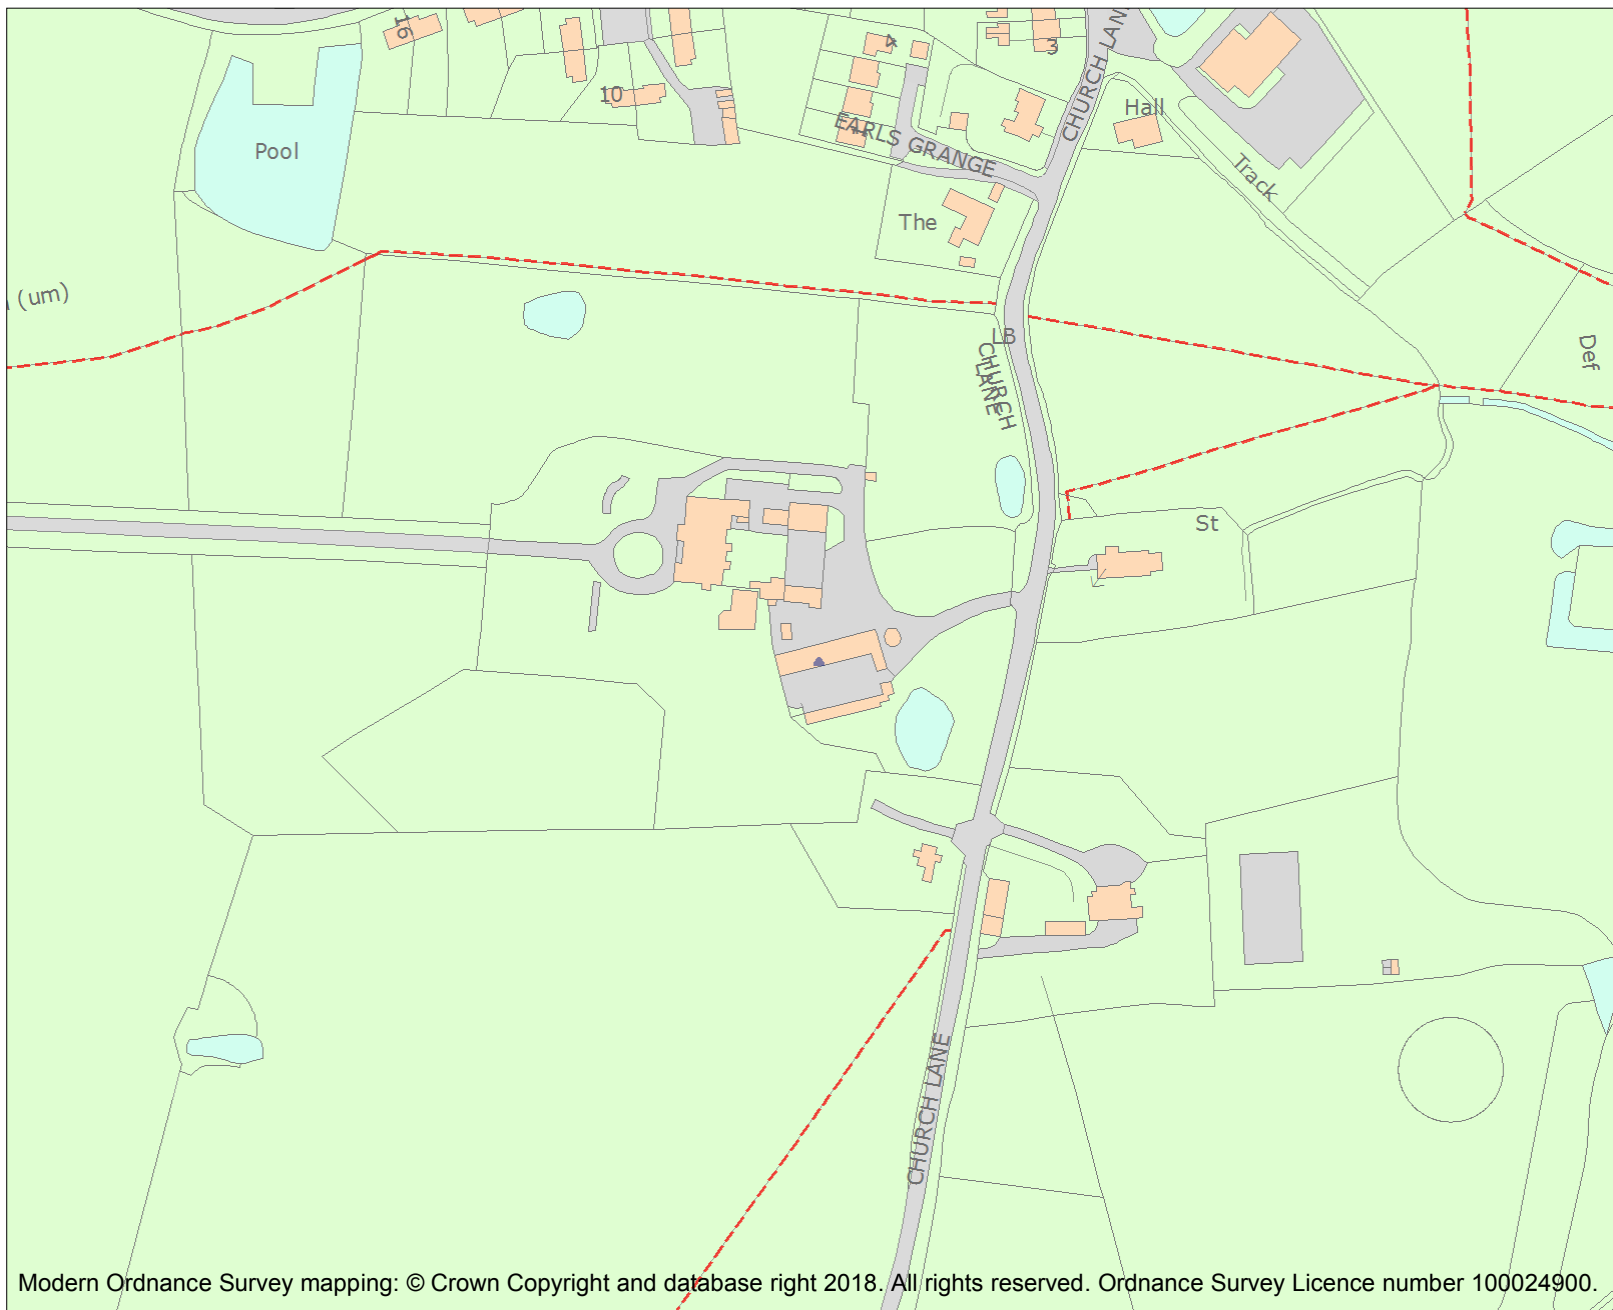 16
4
3
CHURCH LANE
10
Hall
EARLS GRANGE
Pool
Track
The
(um)
LB
CHURCH
LANE
Def
St
CHURCH LANE
Modern Ordnance Survey mapping: © Crown Copyright and database right 2018. All rights reserved. Ordnance Survey Licence number 100024900.